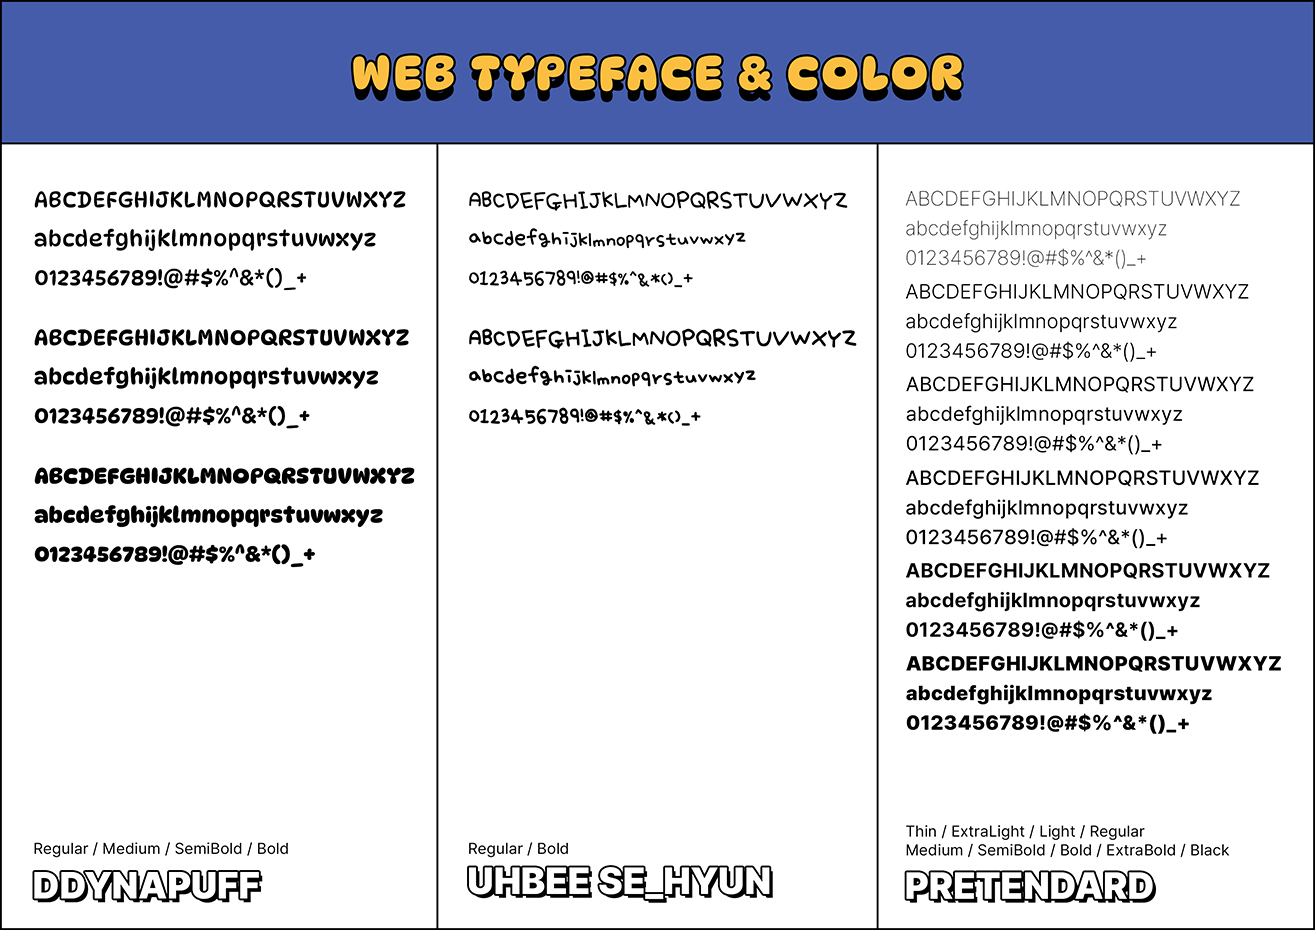 WEB TYPEFACE & COLOR
ABCDEFGHIJKLMNOPQRSTUVWXYZ
abcdefghijklmnopqrstuvwxyz
0123456789!@#$%^&*()_+
ABCDEFGHIJKLMNOPQRSTUVWXYZ
abcdefghijklmnopqrstuvwxyz
0123456789!@#$%^&*()_+
ABCDEFGHIJKLMNOPQRSTUVWXYZ
abcdefghijklmnopqrstuvwxyz
0123456789!@#$%^&*()_+
Regular / Medium / SemiBold / Bold
DDYNAPUFF
ABCDEFGHIJKLMNOPQRSTUVWXYZ
abcdefghijklmnopqrstuvwxyz
0123456789!@#$%^&*()_+
ABCDEFGHIJKLMNOPQRSTUVWXYZ
abcdefghijklmnopqrstuvwxyz
0123456789!@#$%^&*()_+
Regular / Bold
UHBEE SE_HYUN
ABCDEFGHIJKLMNOPQRSTUVWXYZ
abcdefghijklmnopqrstuvwxyz
0123456789!@#$%^&*()_+
ABCDEFGHIJKLMNOPQRSTUVWXYZ
abcdefghijklmnopqrstuvwxyz
0123456789!@#$%^&*()_+
ABCDEFGHIJKLMNOPQRSTUVWXYZ
abcdefghijklmnopqrstuvwxyz
0123456789!@#$%^&*()_+
ABCDEFGHIJKLMNOPQRSTUVWXYZ
abcdefghijklmnopqrstuvwxyz
0123456789!@#$%^&*()_+
ABCDEFGHIJKLMNOPQRSTUVWXYZ
abcdefghijklmnopqrstuvwxyz
0123456789!@#$%^&*()_+
ABCDEFGHIJKLMNOPQRSTUVWXYZ
abcdefghijklmnopqrstuvwxyz
0123456789!@#$%^&*()_+
Thin / ExtraLight / Light / Regular
Medium / SemiBold / Bold / ExtraBold / Black
PRETENDARD